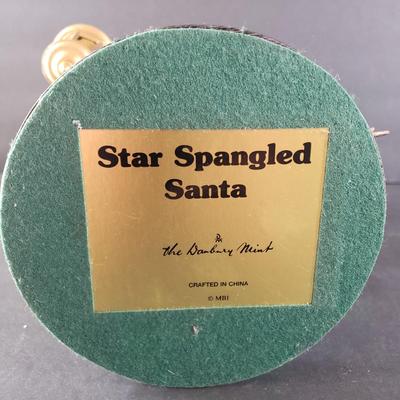 Star Spangled
Santa
the Danbury Mint
CRAFTED IN CHINA
© MBI